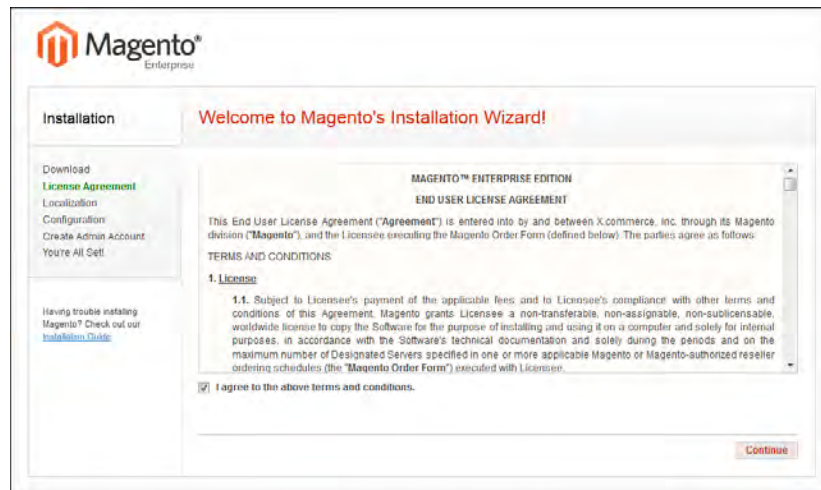 Magento®
Enterprise
Installation
Welcome to Magento's Installation Wizard!
Download
License Agreement
Localization
Configuration
Create Admin Account
You're All Set!
Having trouble installing
Magento? Check out our
Installation Guide
MAGENTO™ ENTERPRISE EDITION
END USER LICENSE AGREEMENT
This End User License Agreement ("Agreement") is entered into by and between X.commerce, Inc. through its Magento
division ("Magento"), and the Licensee executing the Magento Order Form (defined below). The parties agree as follows:
TERMS AND CONDITIONS
1. License
1.1. Subject to Licensee's payment of the applicable fees and to Licensee's compliance with other terms and
conditions of this Agreement, Magento grants Licensee a non-transferable, non-assignable, non-sublicensable,
worldwide license to copy the Software for the purpose of installing and using it on a computer and solely for internal
purposes, in accordance with the Software's technical documentation and solely during the periods and on the
maximum number of Designated Servers specified in one or more applicable Magento or Magento-authorized reseller
ordering schedules (the "Magento Order Form") executed with Licensee.
I agree to the above terms and conditions.
Continue